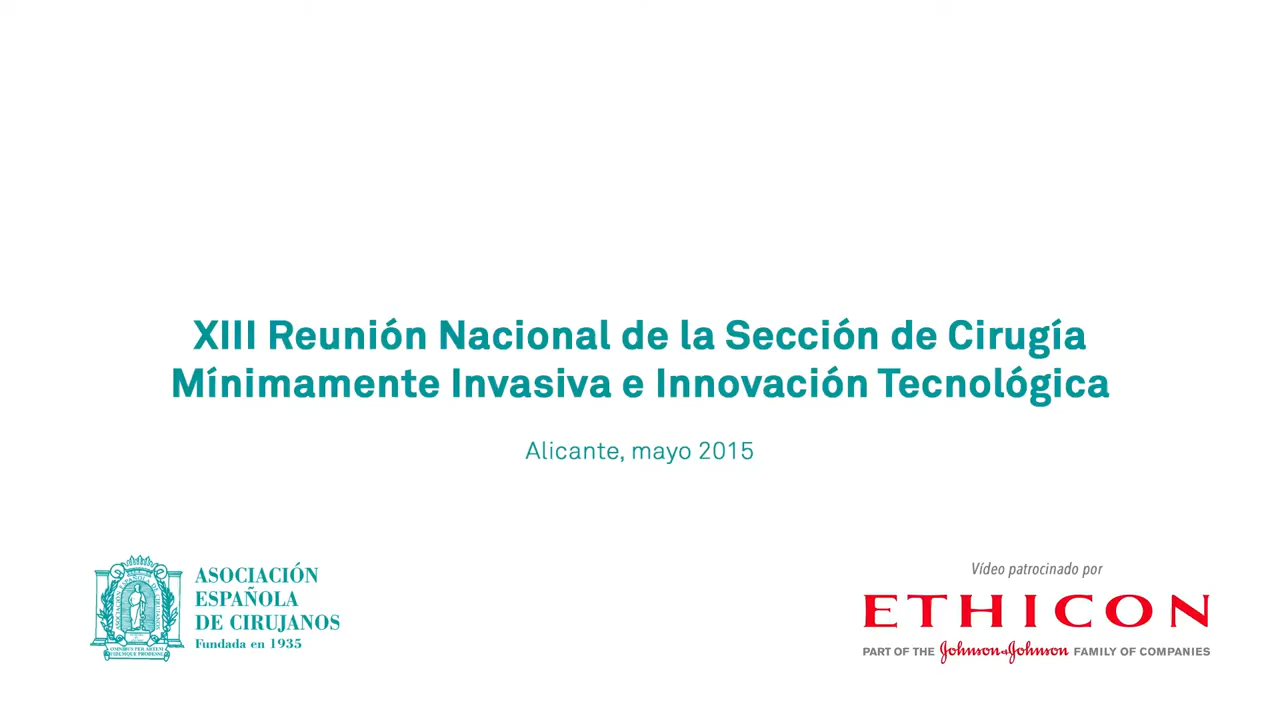 XIII Reunión Nacional de la Sección de Cirugía
Mínimamente Invasiva e Innovación Tecnológica
Alicante, mayo 2015
ASOCIACIÓN
ESPAÑOLA
DE CIRUJANOS
Fundada en 1935
Vídeo patrocinado por
ETHICON
PART OF THE Johnson & Johnson FAMILY OF COMPANIES